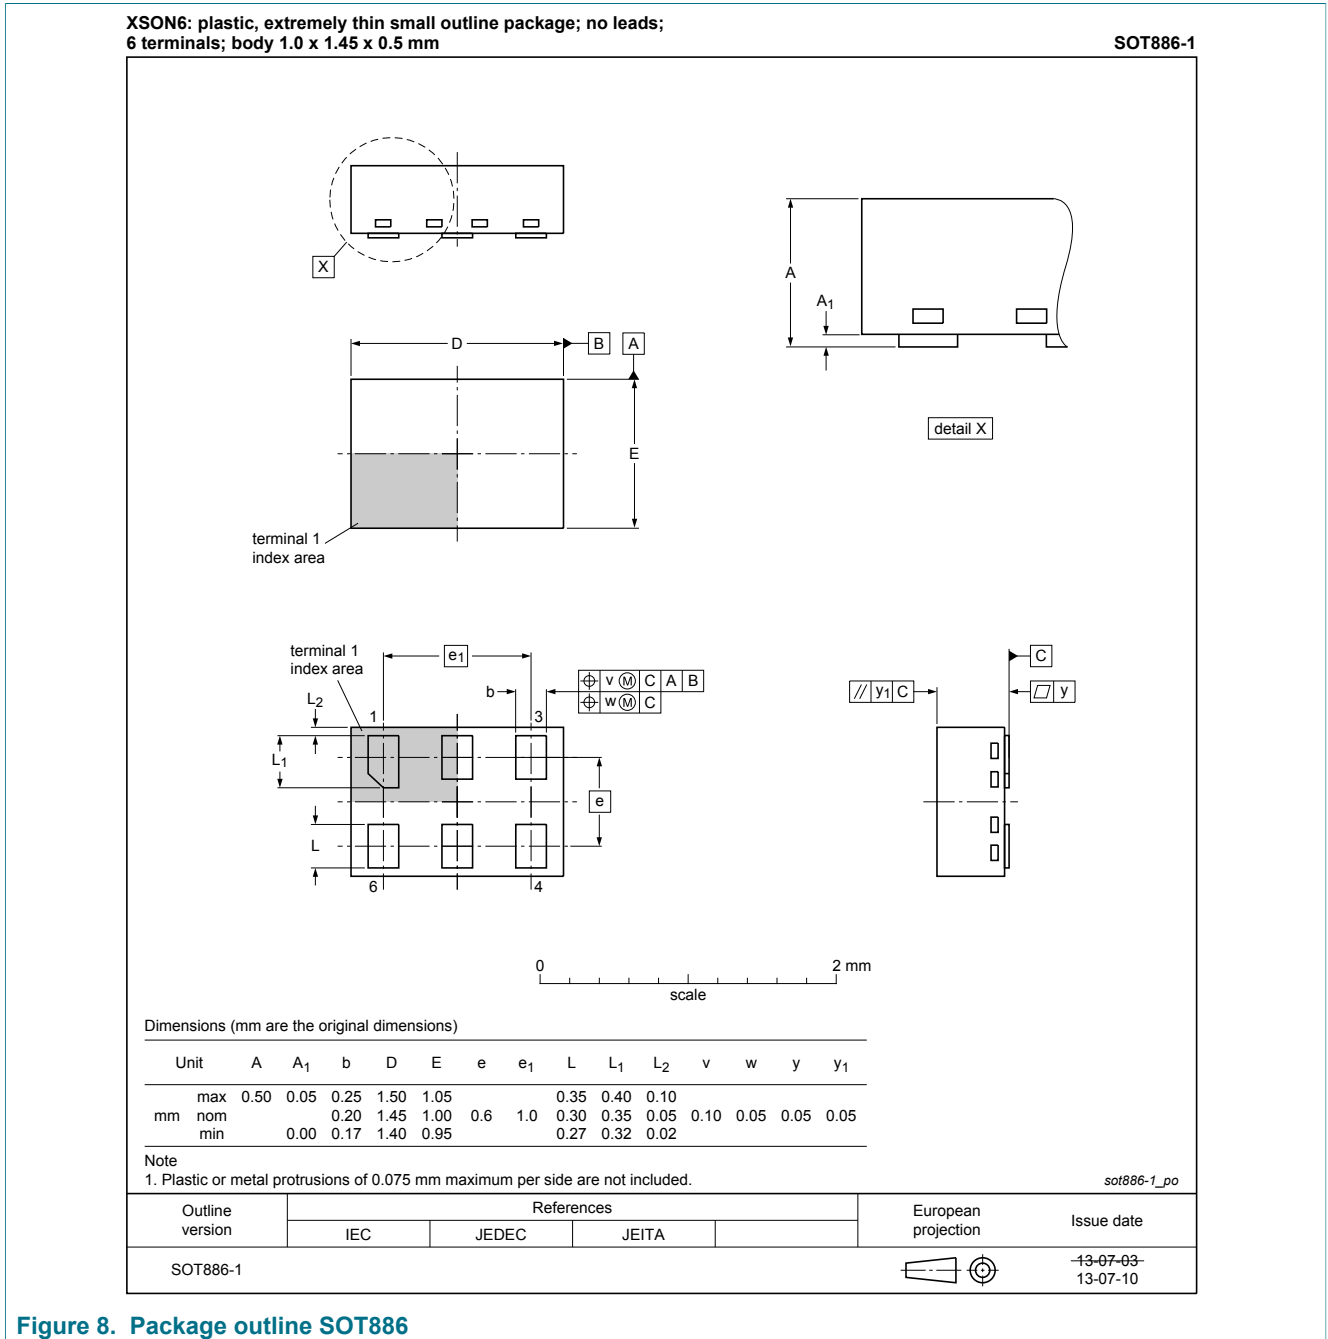 XSON6: plastic, extremely thin small outline package; no leads;
6 terminals; body 1.0 x 1.45 x 0.5 mm SOT886-1
X
A
A1
detail X
D B A
E
terminal 1
index area
terminal 1
index area
e1
b
v M C A B
w M C
L2
1 3
L1
e
L
6 4
C
// y1 C
y
0 2 mm
scale
Dimensions (mm are the original dimensions)
Unit A A1 b D E e e1 L L1 L2 v w y y1
max 0.50 0.05 0.25 1.50 1.05 0.35 0.40 0.10
mm nom 0.20 1.45 1.00 0.6 1.0 0.30 0.35 0.05 0.10 0.05 0.05 0.05
min 0.00 0.17 1.40 0.95 0.27 0.32 0.02
Note
1. Plastic or metal protrusions of 0.075 mm maximum per side are not included.
sot886-1_po
Outline version References European projection Issue date
IEC JEDEC JEITA
SOT886-1 13-07-03
13-07-10
Figure 8. Package outline SOT886